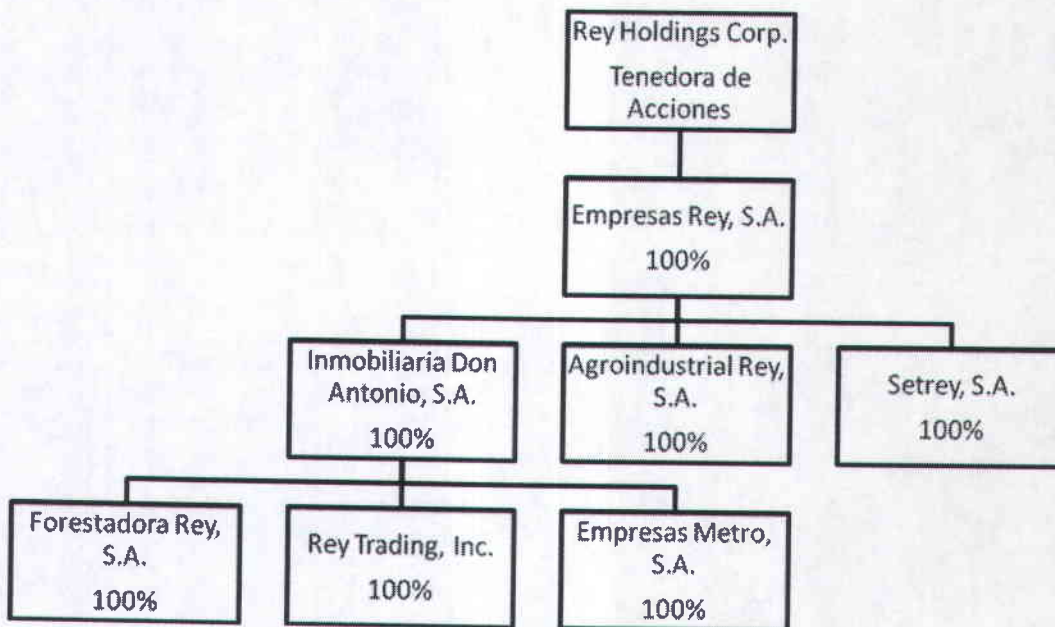 Rey Holdings Corp.
Tenedora de
Acciones
Empresas Rey, S.A.
100%
Inmobiliaria Don
Antonio, S.A.
100%
Agroindustrial Rey,
S.A.
100%
Setrey, S.A.
100%
Forestadora Rey,
S.A.
100%
Rey Trading, Inc.
100%
Empresas Metro,
S.A.
100%